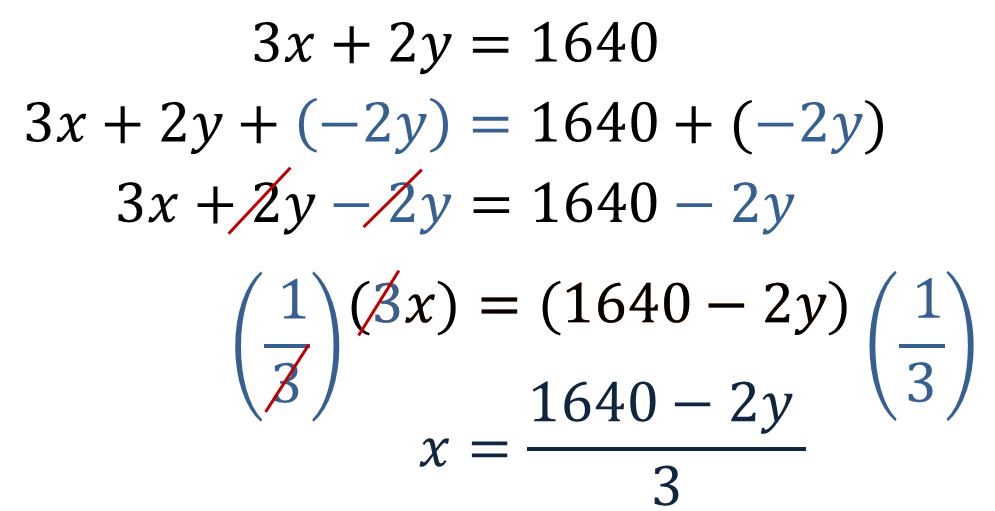 3x + 2y = 1640
3x + 2y + (−2y) = 1640 + (−2y)
3x + 2y − 2y = 1640 − 2y
(1/3)(3x) = (1640 − 2y)(1/3)
x = (1640 − 2y)/3